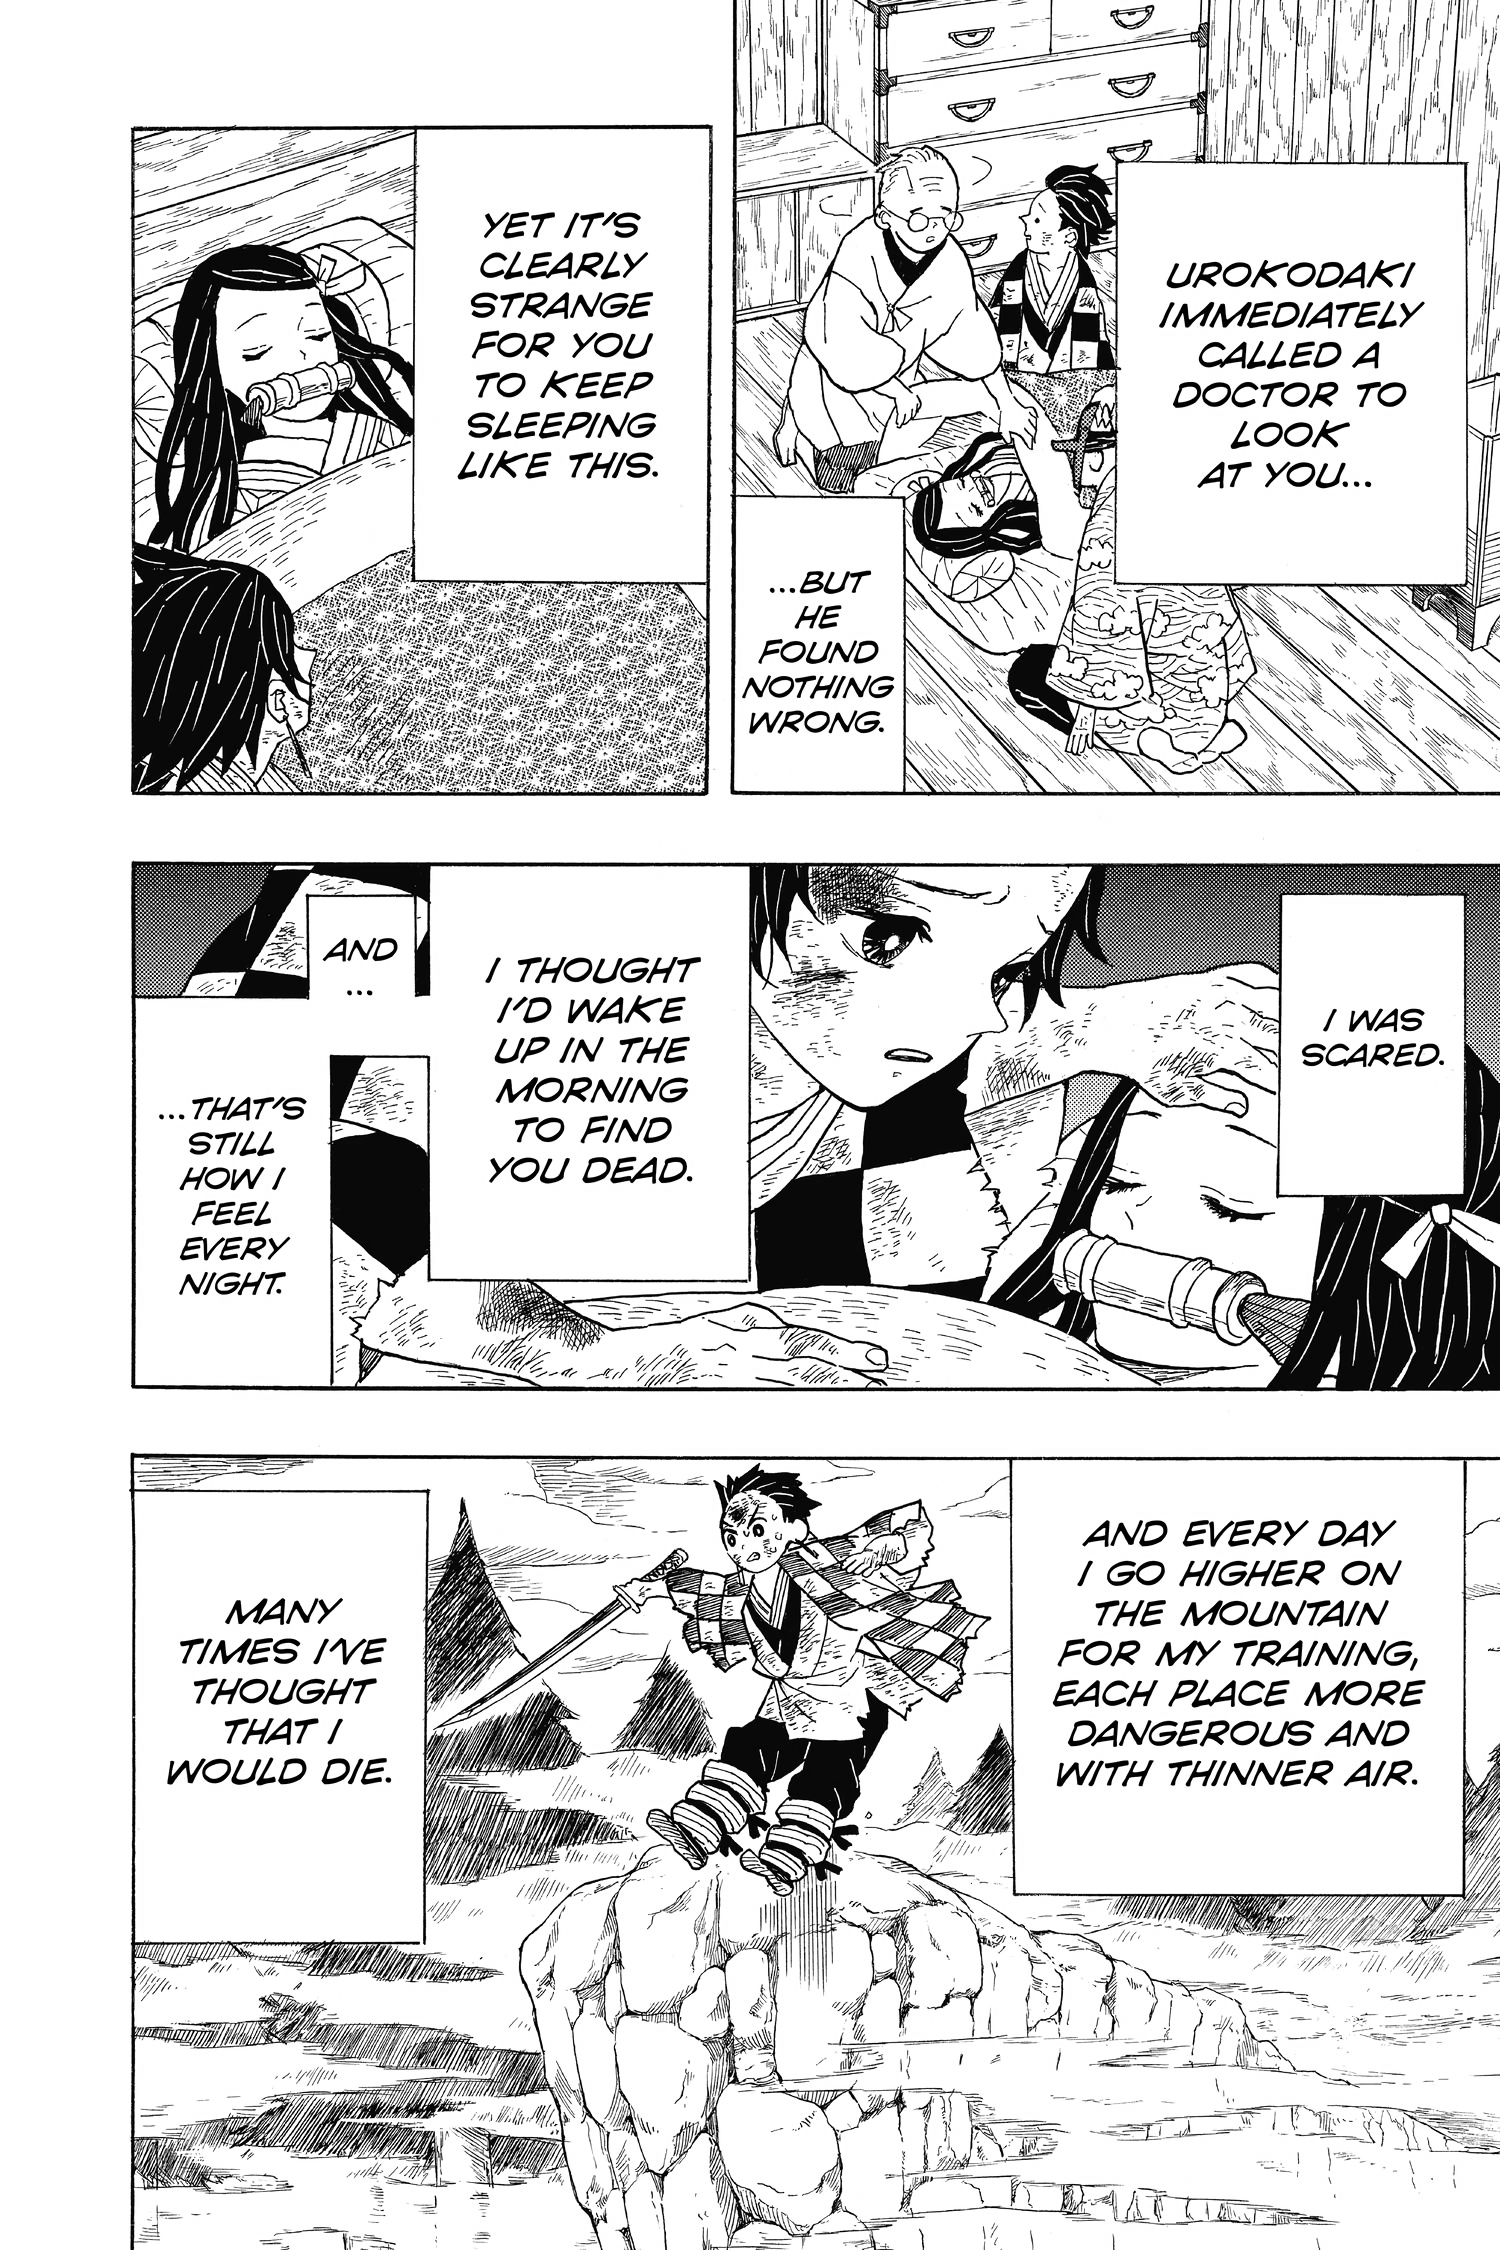 UROKODAKI
IMMEDIATELY
CALLED A
DOCTOR TO
LOOK
AT YOU...
...BUT
HE
FOUND
NOTHING
WRONG.
YET IT'S
CLEARLY
STRANGE
FOR YOU
TO KEEP
SLEEPING
LIKE THIS.
I WAS
SCARED.
I THOUGHT
I'D WAKE
UP IN THE
MORNING
TO FIND
YOU DEAD.
AND
...
...THAT'S
STILL
HOW I
FEEL
EVERY
NIGHT.
AND EVERY DAY
I GO HIGHER ON
THE MOUNTAIN
FOR MY TRAINING,
EACH PLACE MORE
DANGEROUS AND
WITH THINNER AIR.
MANY
TIMES I'VE
THOUGHT
THAT I
WOULD DIE.